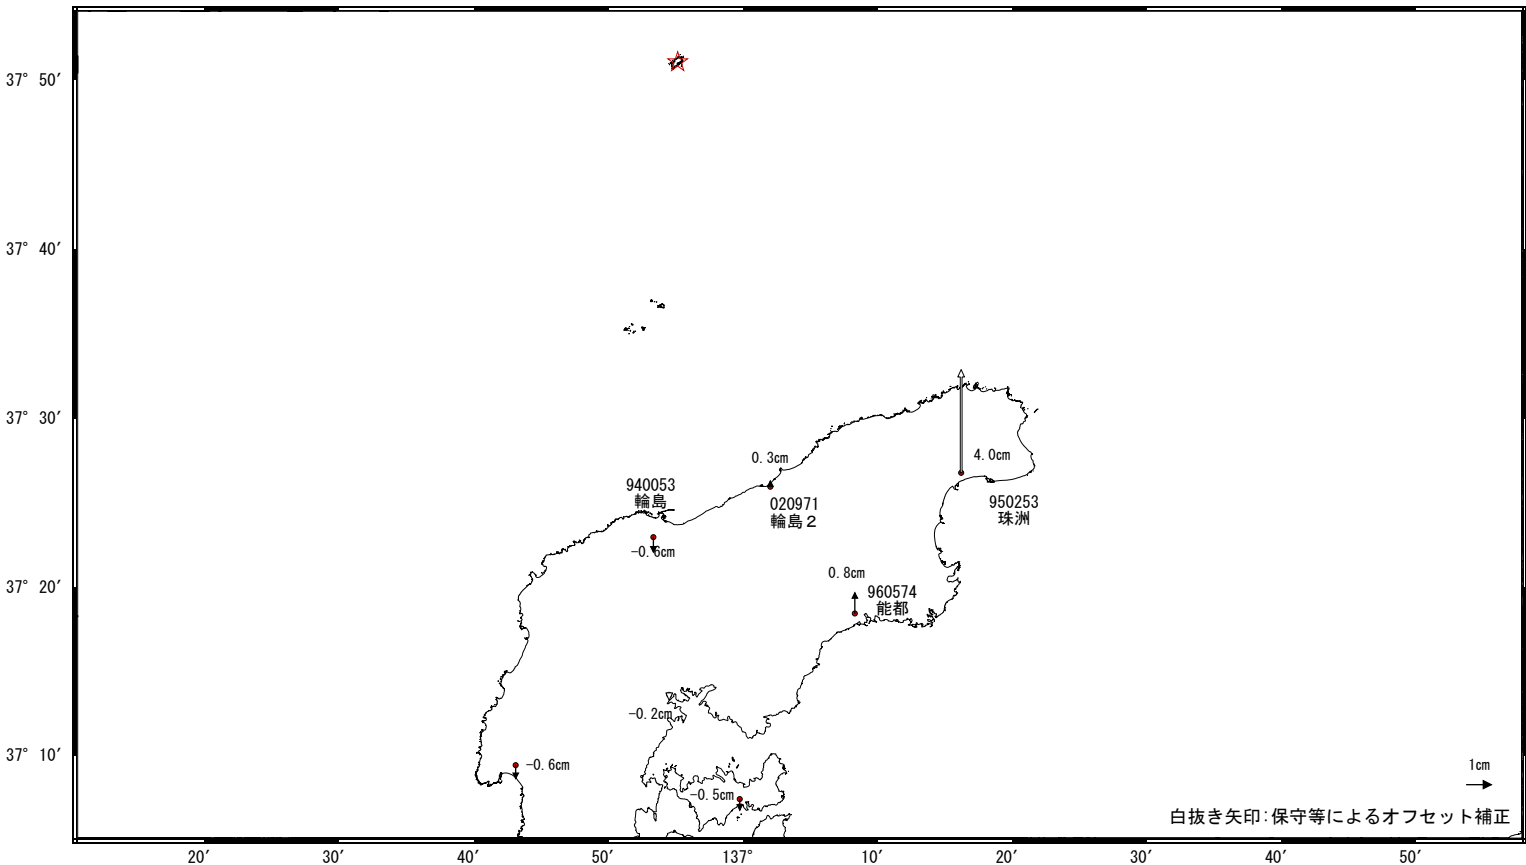 37° 50′
37° 40′
37° 30′
37° 20′
37° 10′
0.3cm
4.0cm
940053
輪島
020971
輪島２
950253
珠洲
-0.6cm
0.8cm
960574
能都
-0.2cm
-0.6cm
-0.5cm
1cm
白抜き矢印:保守等によるオフセット補正
20′ 30′ 40′ 50′ 137° 10′ 20′ 30′ 40′ 50′